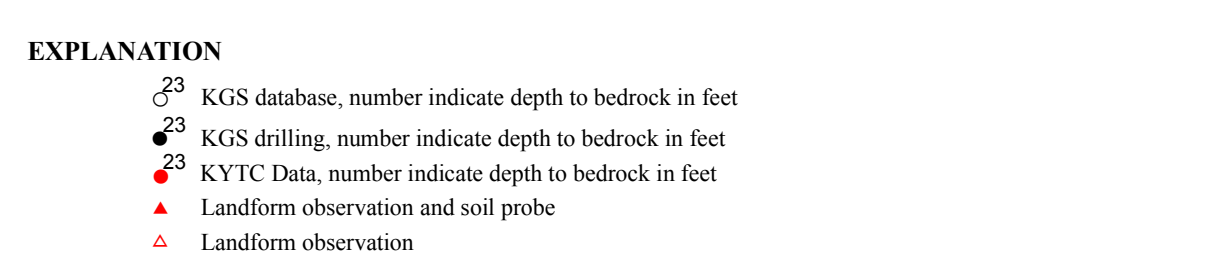 EXPLANATION
23 KGS database, number indicate depth to bedrock in feet
23 KGS drilling, number indicate depth to bedrock in feet
23 KYTC Data, number indicate depth to bedrock in feet
Landform observation and soil probe
Landform observation